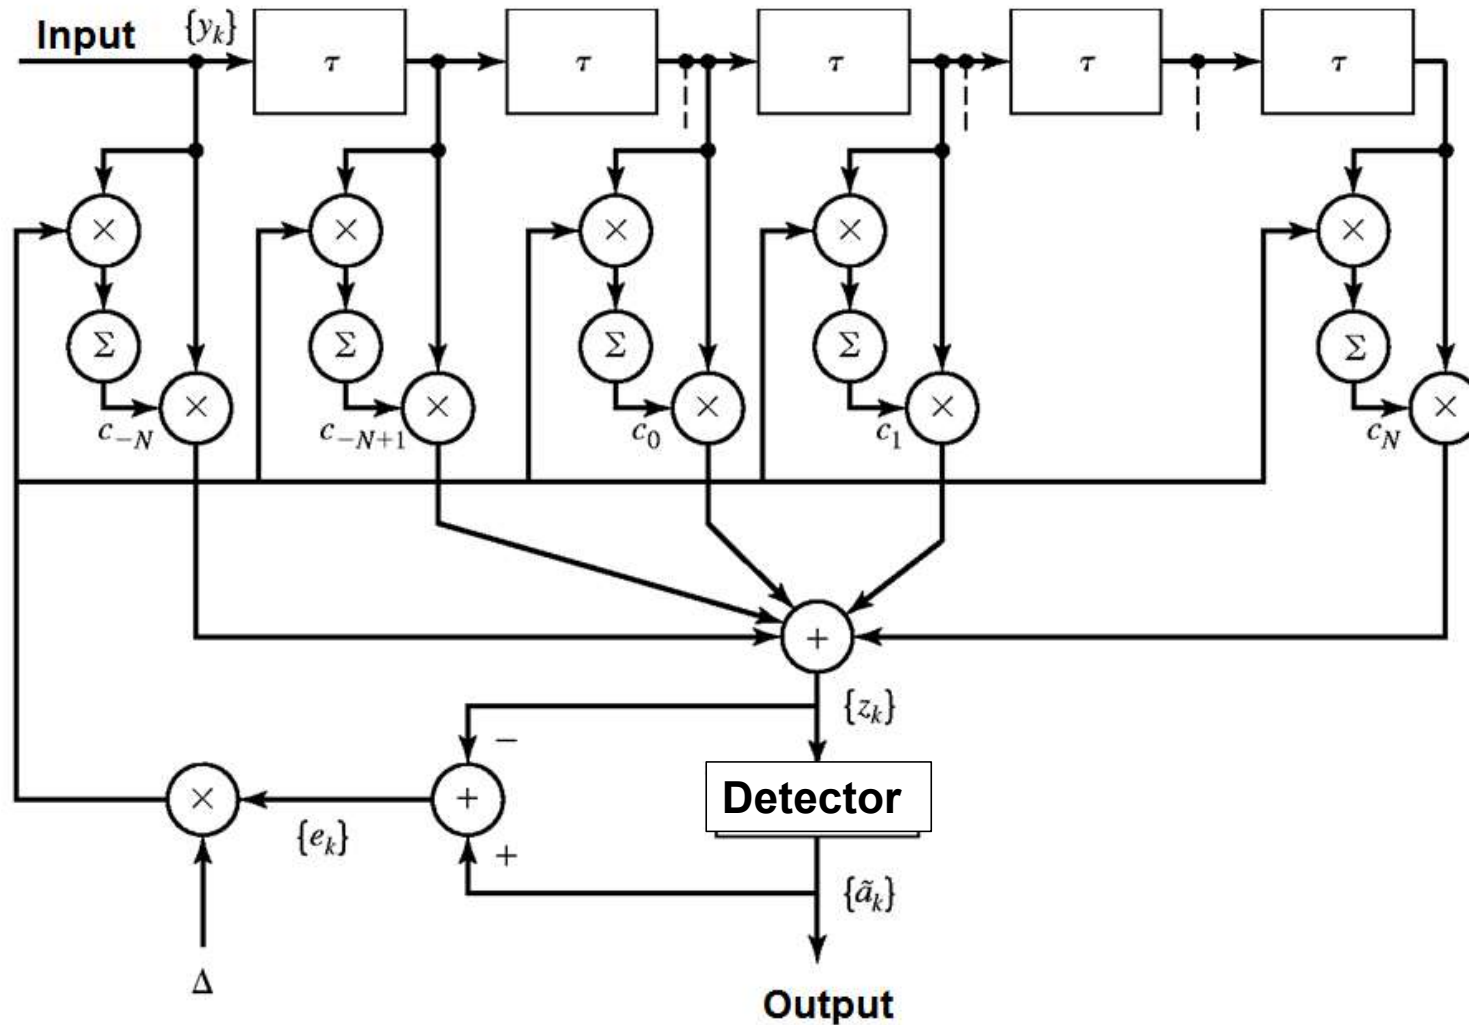 Input {y_k}
τ τ τ τ τ
× × × × ×
Σ Σ Σ Σ Σ
× × × × ×
c_{-N} c_{-N+1} c_0 c_1 c_N
+
{z_k}
−
× + Detector
{e_k}
+
{ã_k}
Δ
Output